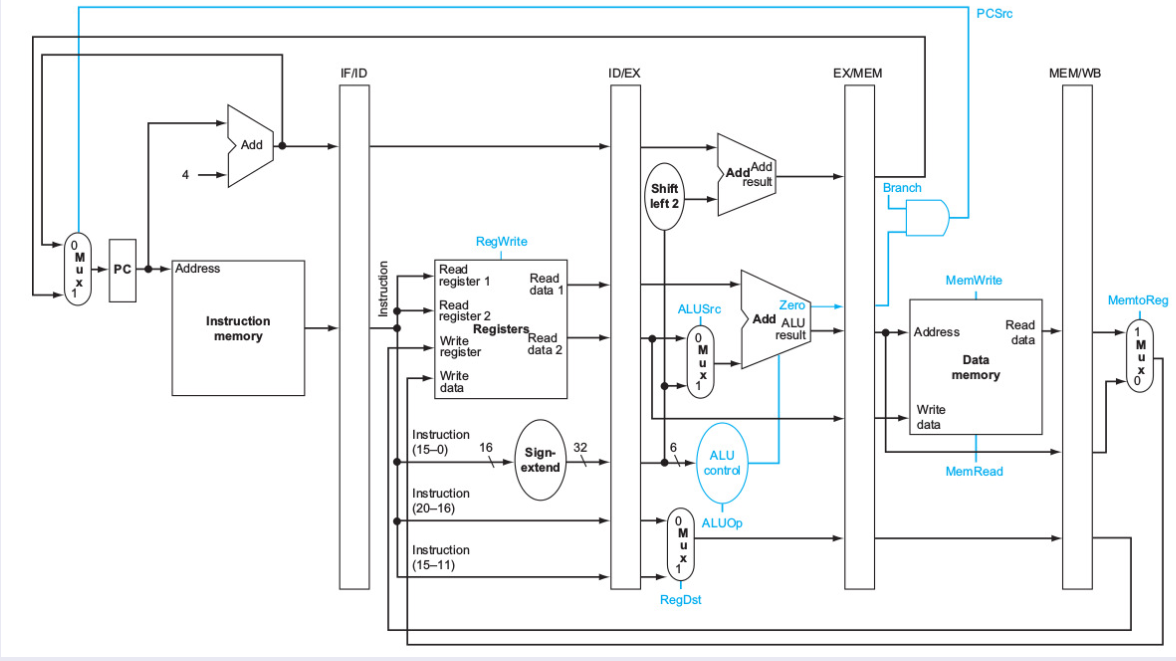 PCSrc
IF/ID
ID/EX
EX/MEM
MEM/WB
Add
4
Shift
left 2
Add
Add
result
Branch
0
M
u
x
1
PC
Address
Instruction
memory
Instruction
RegWrite
Read
register 1
Read
register 2
Registers
Write
register
Write
data
Read
data 1
Read
data 2
ALUSrc
0
M
u
x
1
Zero
Add
ALU
result
MemWrite
Address
Read
data
Data
memory
Write
data
MemRead
MemtoReg
1
M
u
x
0
Instruction
(15–0)
16
Sign-
extend
32
6
ALU
control
ALUOp
Instruction
(20–16)
Instruction
(15–11)
0
M
u
x
1
RegDst